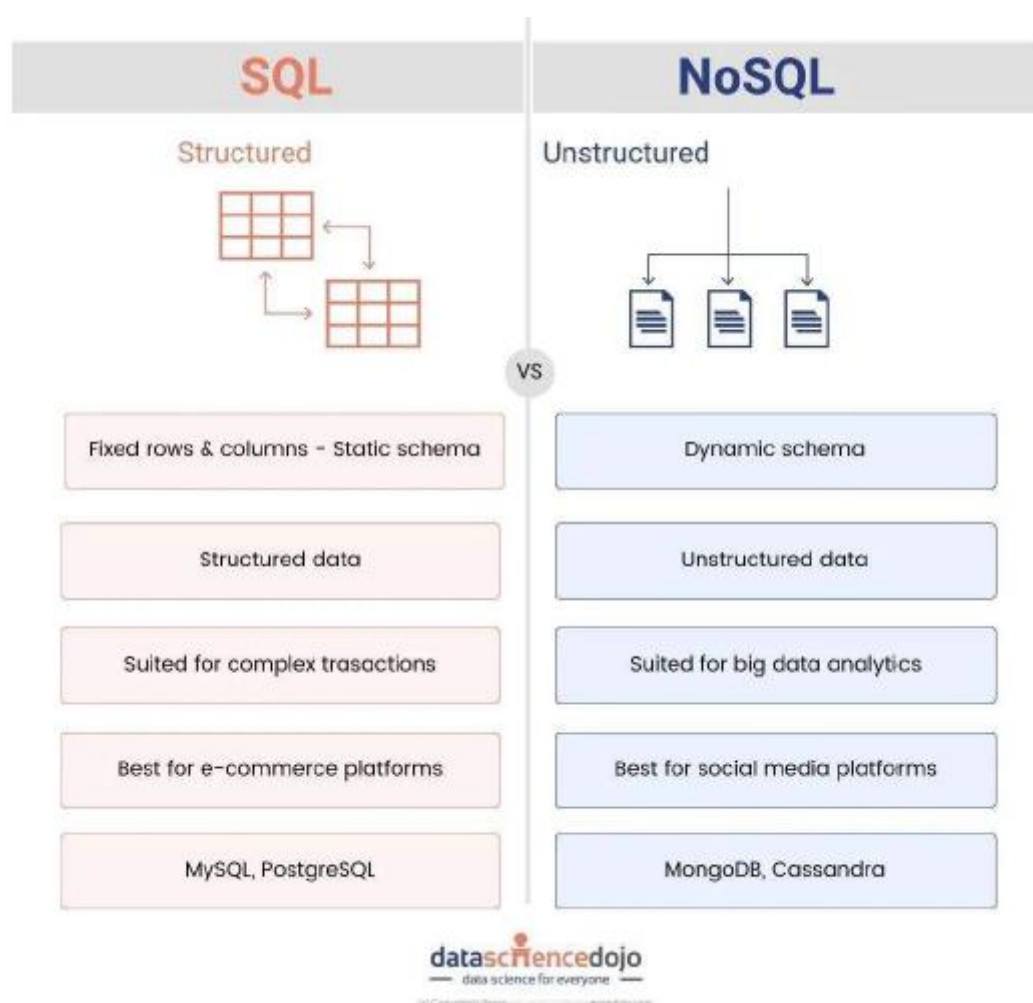 SQL
NoSQL
Structured
Unstructured
VS
Fixed rows & columns - Static schema
Dynamic schema
Structured data
Unstructured data
Suited for complex trasactions
Suited for big data analytics
Best for e-commerce platforms
Best for social media platforms
MySQL, PostgreSQL
MongoDB, Cassandra
datasciencedojo
data science for everyone